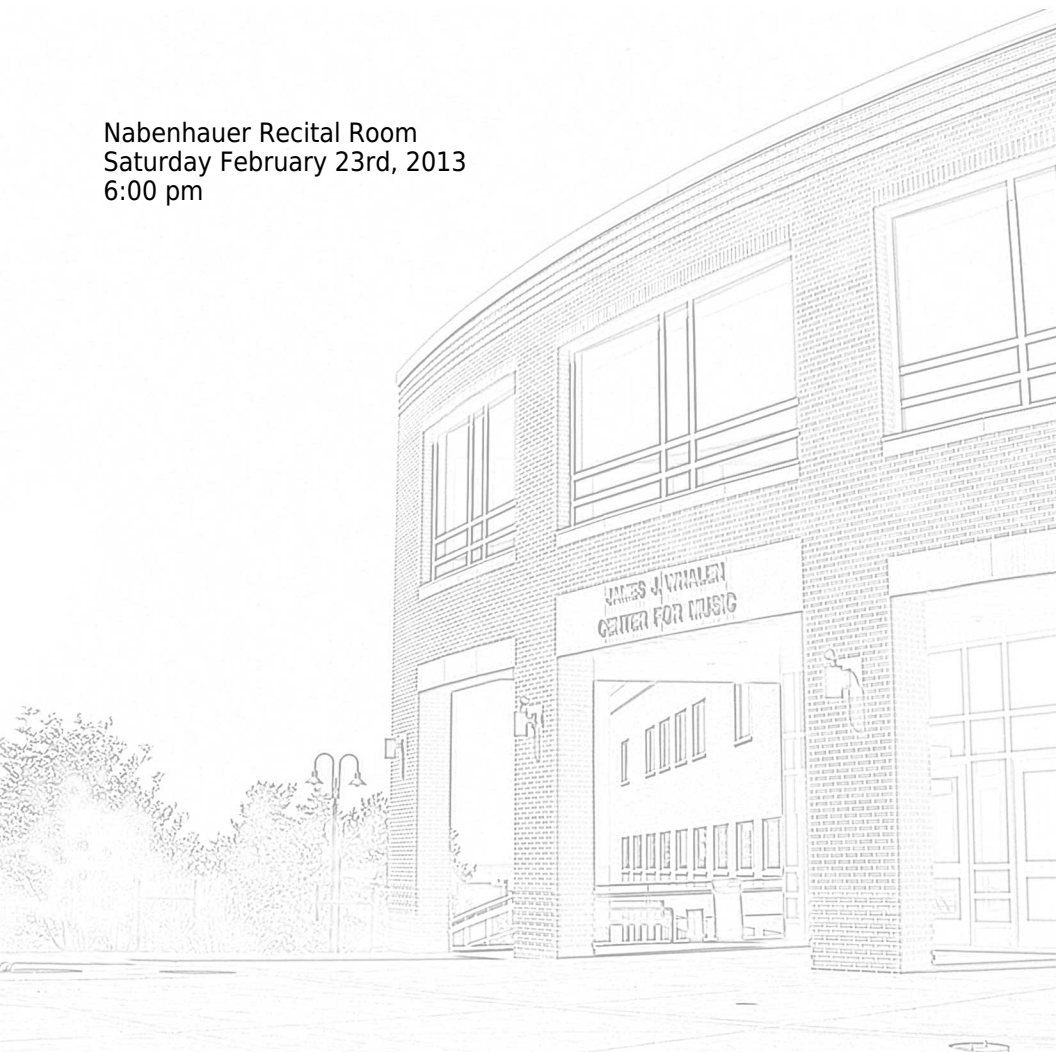 Nabenhauer Recital Room
Saturday February 23rd, 2013
6:00 pm
JAMES J. WHALEN
CENTER FOR MUSIC